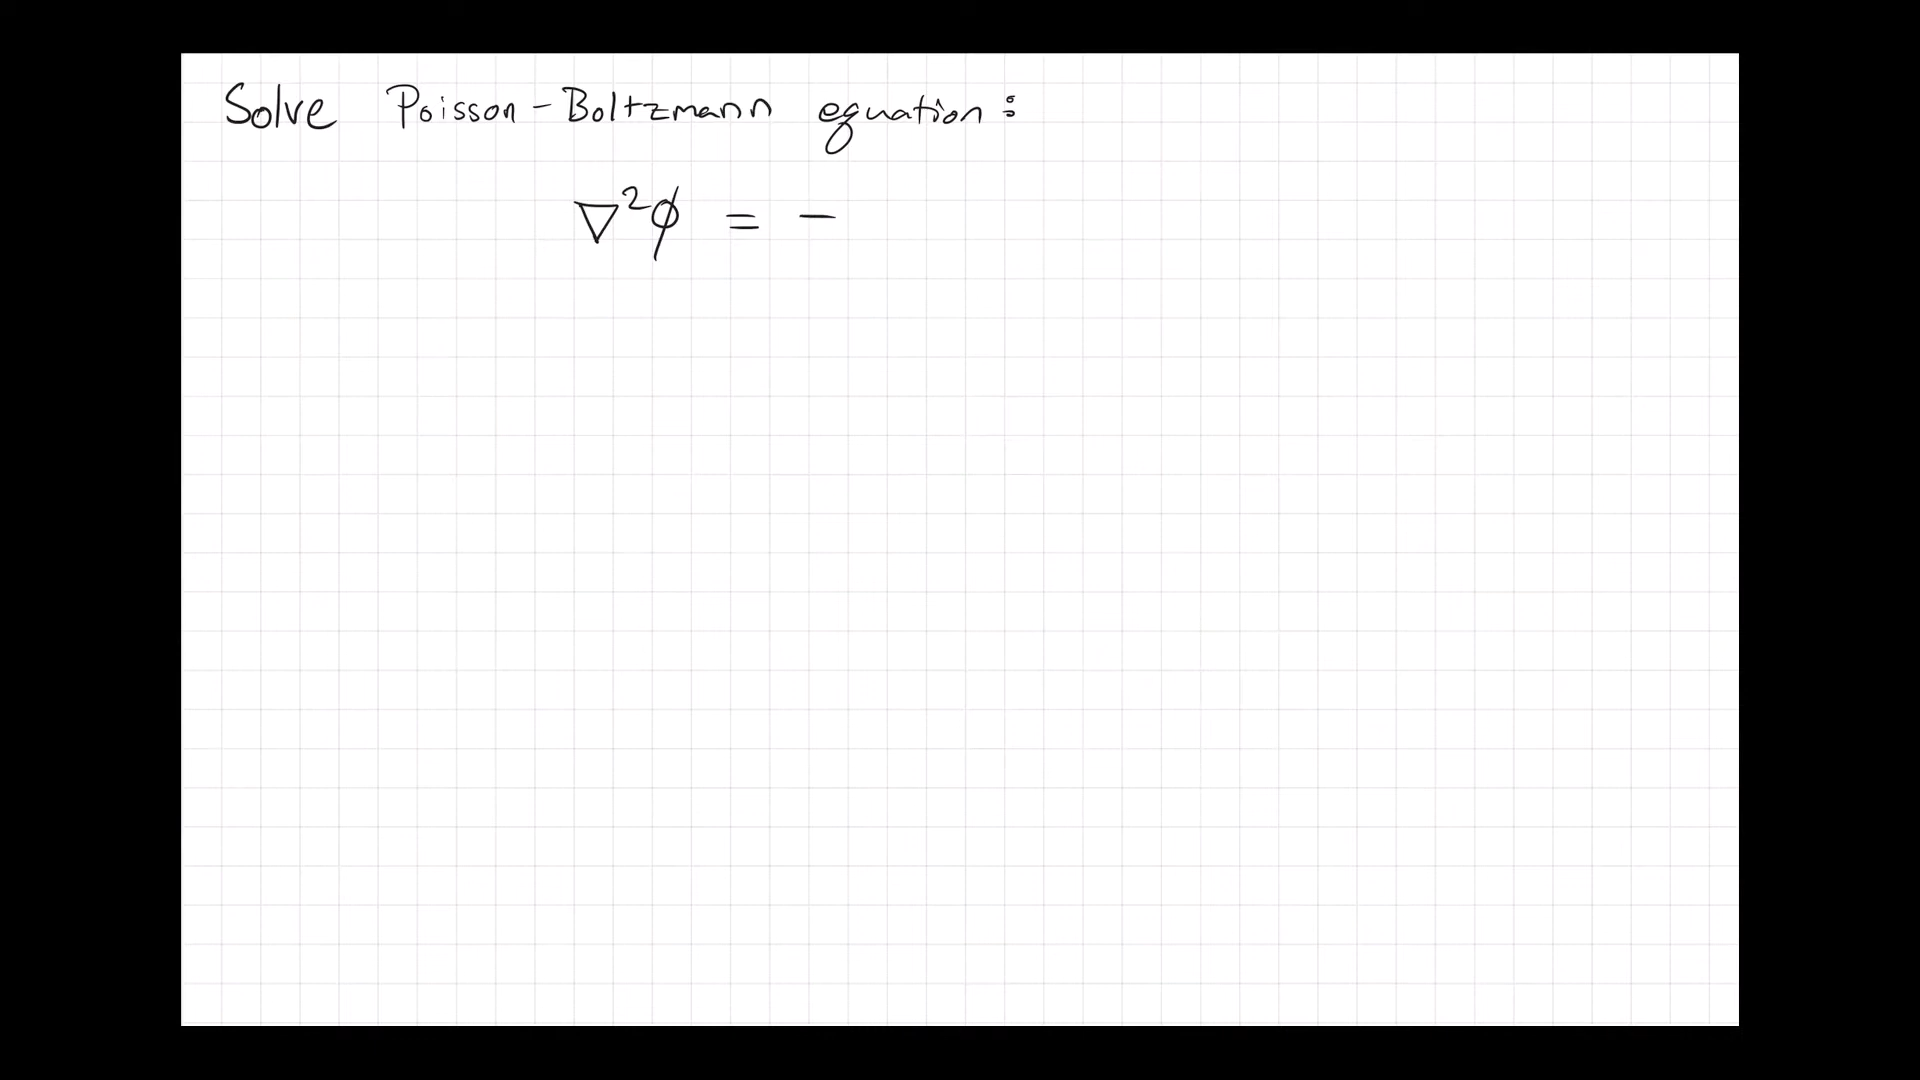 Solve Poisson-Boltzmann equation:
∇²ϕ = -